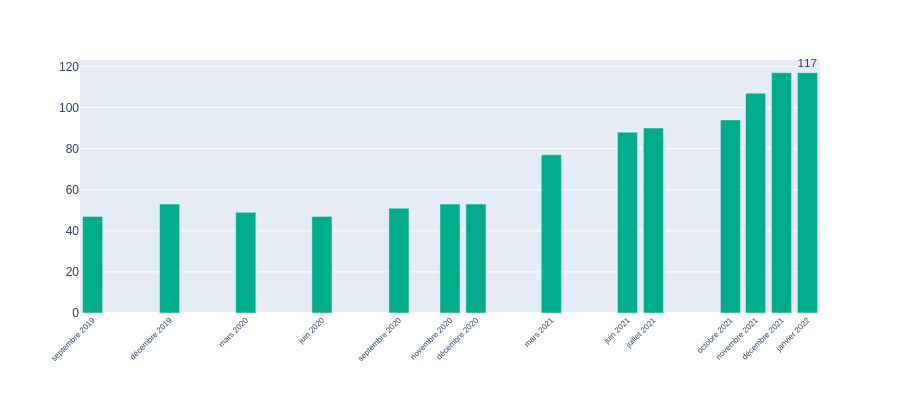 117
120
100
80
60
40
20
0
septembre 2019
décembre 2019
mars 2020
juin 2020
septembre 2020
novembre 2020
décembre 2020
mars 2021
juin 2021
juillet 2021
octobre 2021
novembre 2021
décembre 2021
janvier 2022